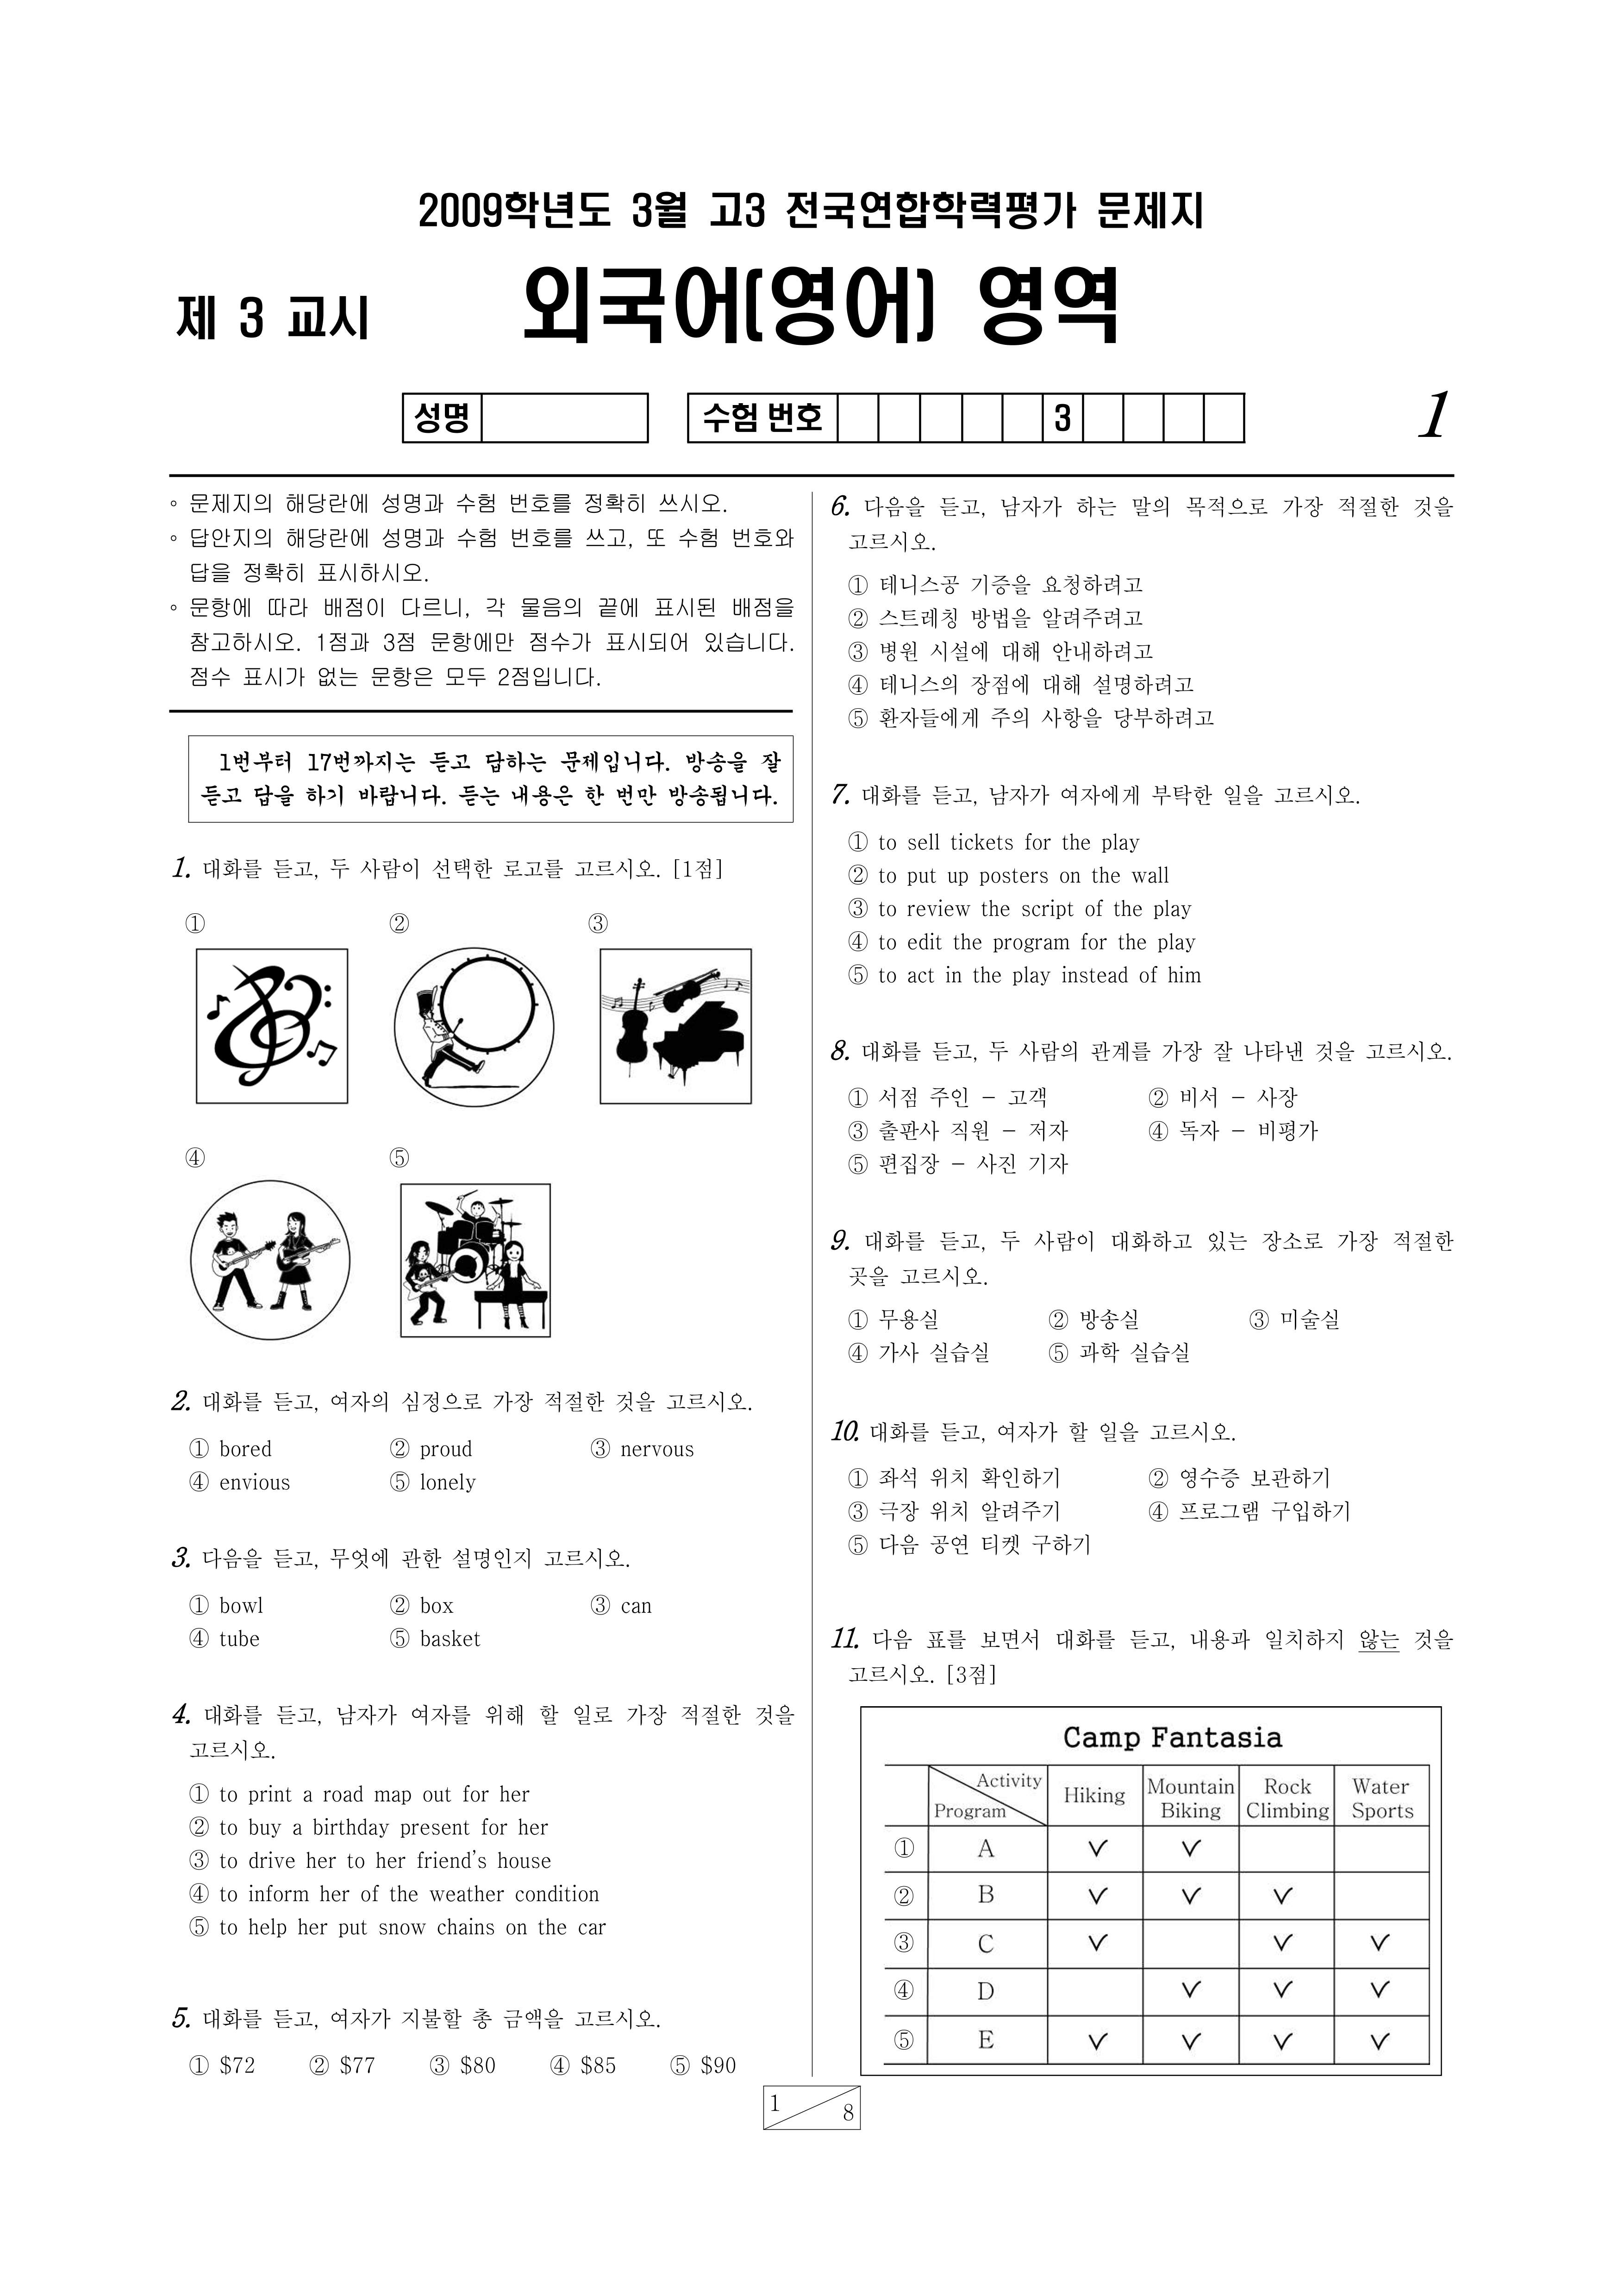 2009학년도 3월 고3 전국연합학력평가 문제지
제 3 교시
외국어(영어) 영역
성명
수험 번호
3
1
◦ 문제지의 해당란에 성명과 수험 번호를 정확히 쓰시오.
◦ 답안지의 해당란에 성명과 수험 번호를 쓰고, 또 수험 번호와
답을 정확히 표시하시오.
◦ 문항에 따라 배점이 다르니, 각 물음의 끝에 표시된 배점을
참고하시오. 1점과 3점 문항에만 점수가 표시되어 있습니다.
점수 표시가 없는 문항은 모두 2점입니다.
1번부터 17번까지는 듣고 답하는 문제입니다. 방송을 잘
듣고 답을 하기 바랍니다. 듣는 내용은 한 번만 방송됩니다.
1. 대화를 듣고, 두 사람이 선택한 로고를 고르시오. [1점]
① ② ③
④ ⑤
2. 대화를 듣고, 여자의 심정으로 가장 적절한 것을 고르시오.
① bored ② proud ③ nervous
④ envious ⑤ lonely
3. 다음을 듣고, 무엇에 관한 설명인지 고르시오.
① bowl ② box ③ can
④ tube ⑤ basket
4. 대화를 듣고, 남자가 여자를 위해 할 일로 가장 적절한 것을
고르시오.
① to print a road map out for her
② to buy a birthday present for her
③ to drive her to her friend's house
④ to inform her of the weather condition
⑤ to help her put snow chains on the car
5. 대화를 듣고, 여자가 지불할 총 금액을 고르시오.
① $72 ② $77 ③ $80 ④ $85 ⑤ $90
6. 다음을 듣고, 남자가 하는 말의 목적으로 가장 적절한 것을
고르시오.
① 테니스공 기증을 요청하려고
② 스트레칭 방법을 알려주려고
③ 병원 시설에 대해 안내하려고
④ 테니스의 장점에 대해 설명하려고
⑤ 환자들에게 주의 사항을 당부하려고
7. 대화를 듣고, 남자가 여자에게 부탁한 일을 고르시오.
① to sell tickets for the play
② to put up posters on the wall
③ to review the script of the play
④ to edit the program for the play
⑤ to act in the play instead of him
8. 대화를 듣고, 두 사람의 관계를 가장 잘 나타낸 것을 고르시오.
① 서점 주인 － 고객 ② 비서 － 사장
③ 출판사 직원 － 저자 ④ 독자 － 비평가
⑤ 편집장 － 사진 기자
9. 대화를 듣고, 두 사람이 대화하고 있는 장소로 가장 적절한
곳을 고르시오.
① 무용실 ② 방송실 ③ 미술실
④ 가사 실습실 ⑤ 과학 실습실
10. 대화를 듣고, 여자가 할 일을 고르시오.
① 좌석 위치 확인하기 ② 영수증 보관하기
③ 극장 위치 알려주기 ④ 프로그램 구입하기
⑤ 다음 공연 티켓 구하기
11. 다음 표를 보면서 대화를 듣고, 내용과 일치하지 않는 것을
고르시오. [3점]
Camp Fantasia
Activity
Program
Hiking
Mountain
Biking
Rock
Climbing
Water
Sports
① A ✓ ✓
② B ✓ ✓ ✓
③ C ✓ ✓ ✓
④ D ✓ ✓ ✓
⑤ E ✓ ✓ ✓ ✓
1
8